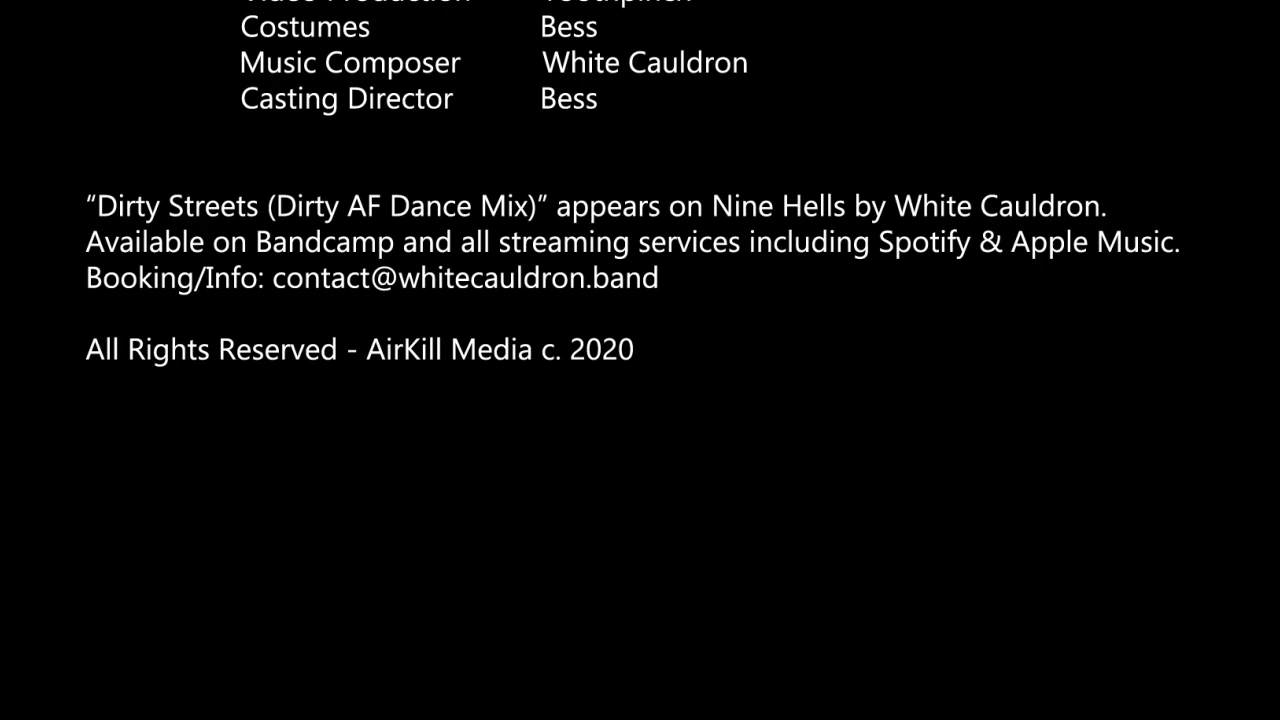 Costumes Bess
Music Composer White Cauldron
Casting Director Bess
“Dirty Streets (Dirty AF Dance Mix)” appears on Nine Hells by White Cauldron.
Available on Bandcamp and all streaming services including Spotify & Apple Music.
Booking/Info: contact@whitecauldron.band
All Rights Reserved - AirKill Media c. 2020